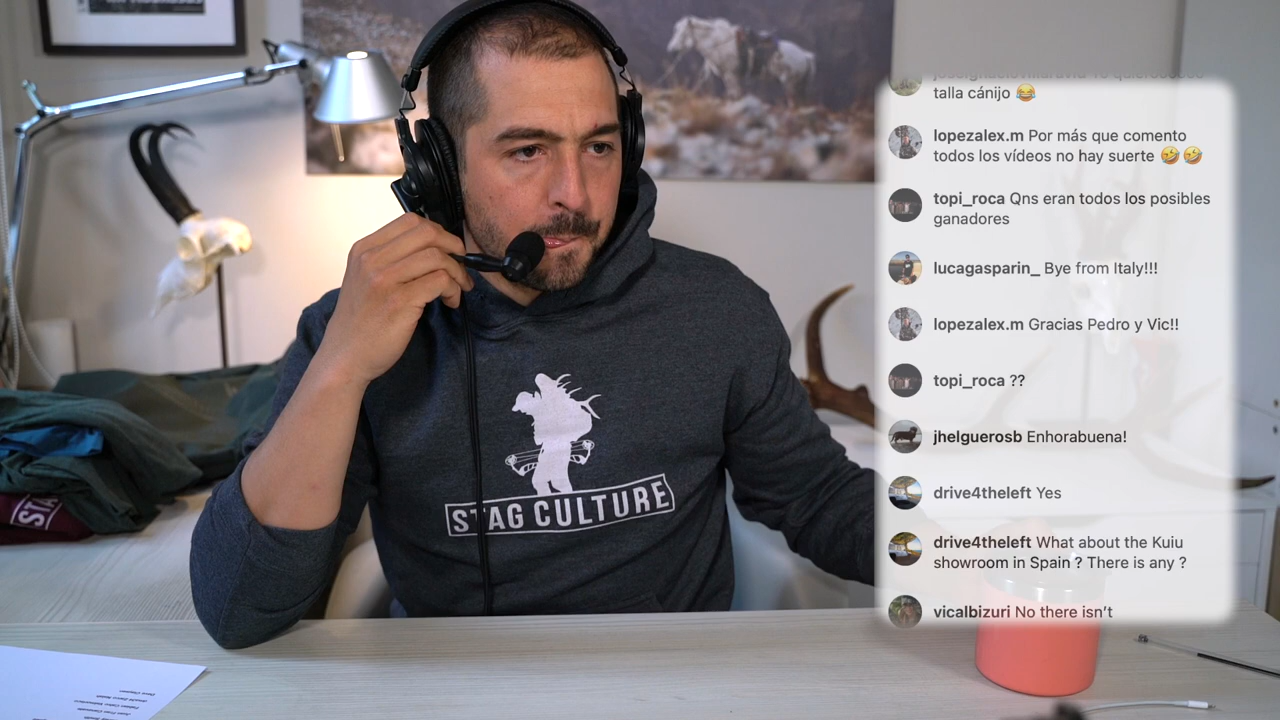 STAG CULTURE
STA
talla cánijo 😂
lopezalex.m Por más que comento
todos los vídeos no hay suerte 🤣🤣
topi_roca Qns eran todos los posibles
ganadores
lucagasparin_ Bye from Italy!!!
lopezalex.m Gracias Pedro y Vic!!
topi_roca ??
jhelguerosb Enhorabuena!
drive4theleft Yes
drive4theleft What about the Kuiu
showroom in Spain ? There is any ?
vicalbizuri No there isn't